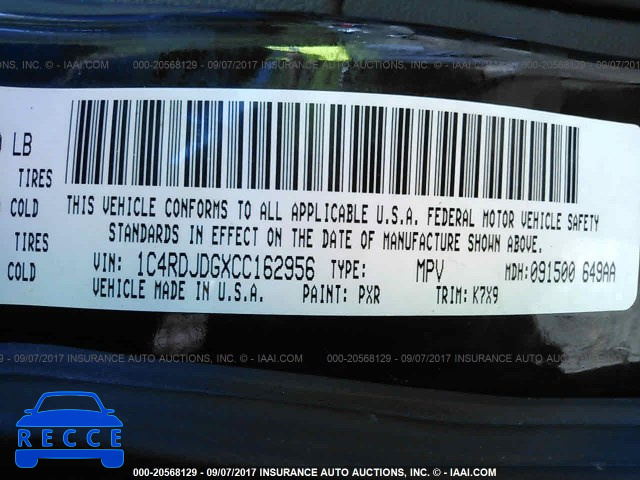 000-20568129 - 09/07/2017 INSURANCE AUTO AUCTIONS, INC. - © - IAAI.COM
LB
TIRES
COLD
TIRES
COLD
THIS VEHICLE CONFORMS TO ALL APPLICABLE U.S.A. FEDERAL MOTOR VEHICLE SAFETY
STANDARDS IN EFFECT ON THE DATE OF MANUFACTURE SHOWN ABOVE.
VIN: 1C4RDJDGXCC162956 TYPE: MPV MDH:091500 649AA
VEHICLE MADE IN U.S.A. PAINT: PXR TRIM: K7X9
000-20568129 - 09/07/2017 INSURANCE AUTO AUCTIONS, INC. - © - IAAI.COM
RECCE
000-20568129 - 09/07/2017 INSURANCE AUTO AUCTIONS, INC. - © - IAAI.COM